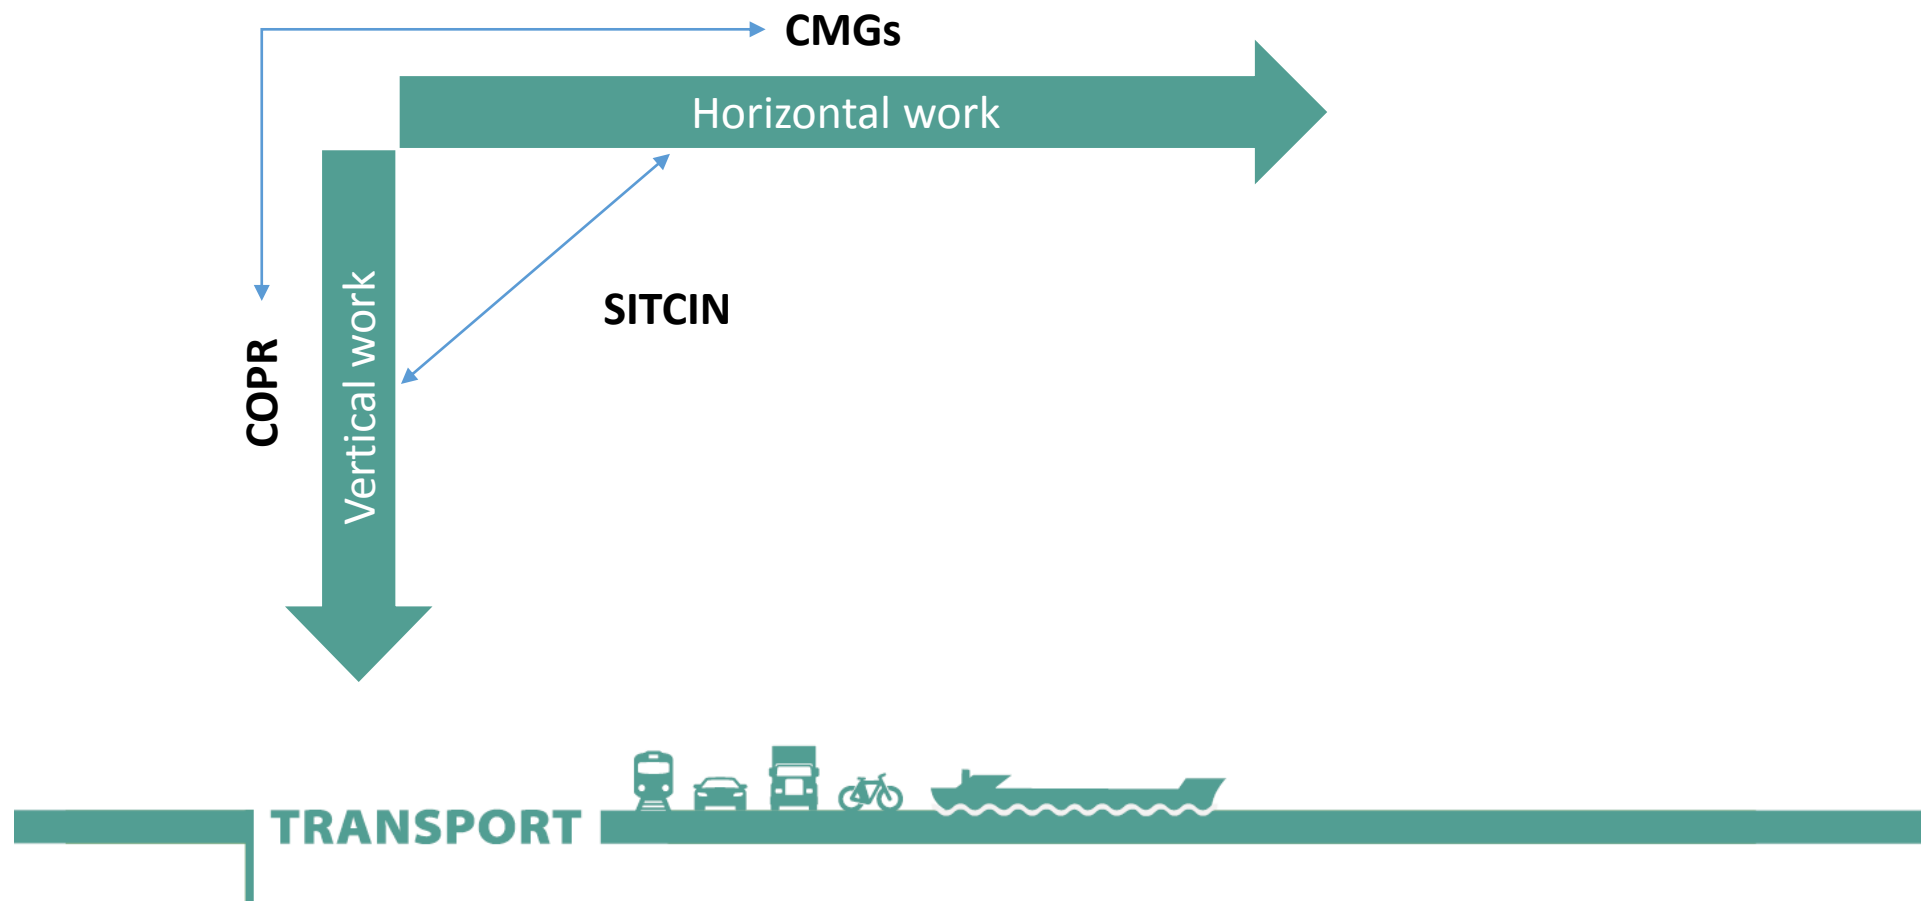 CMGs
Horizontal work
SITCIN
COPR
Vertical work
TRANSPORT